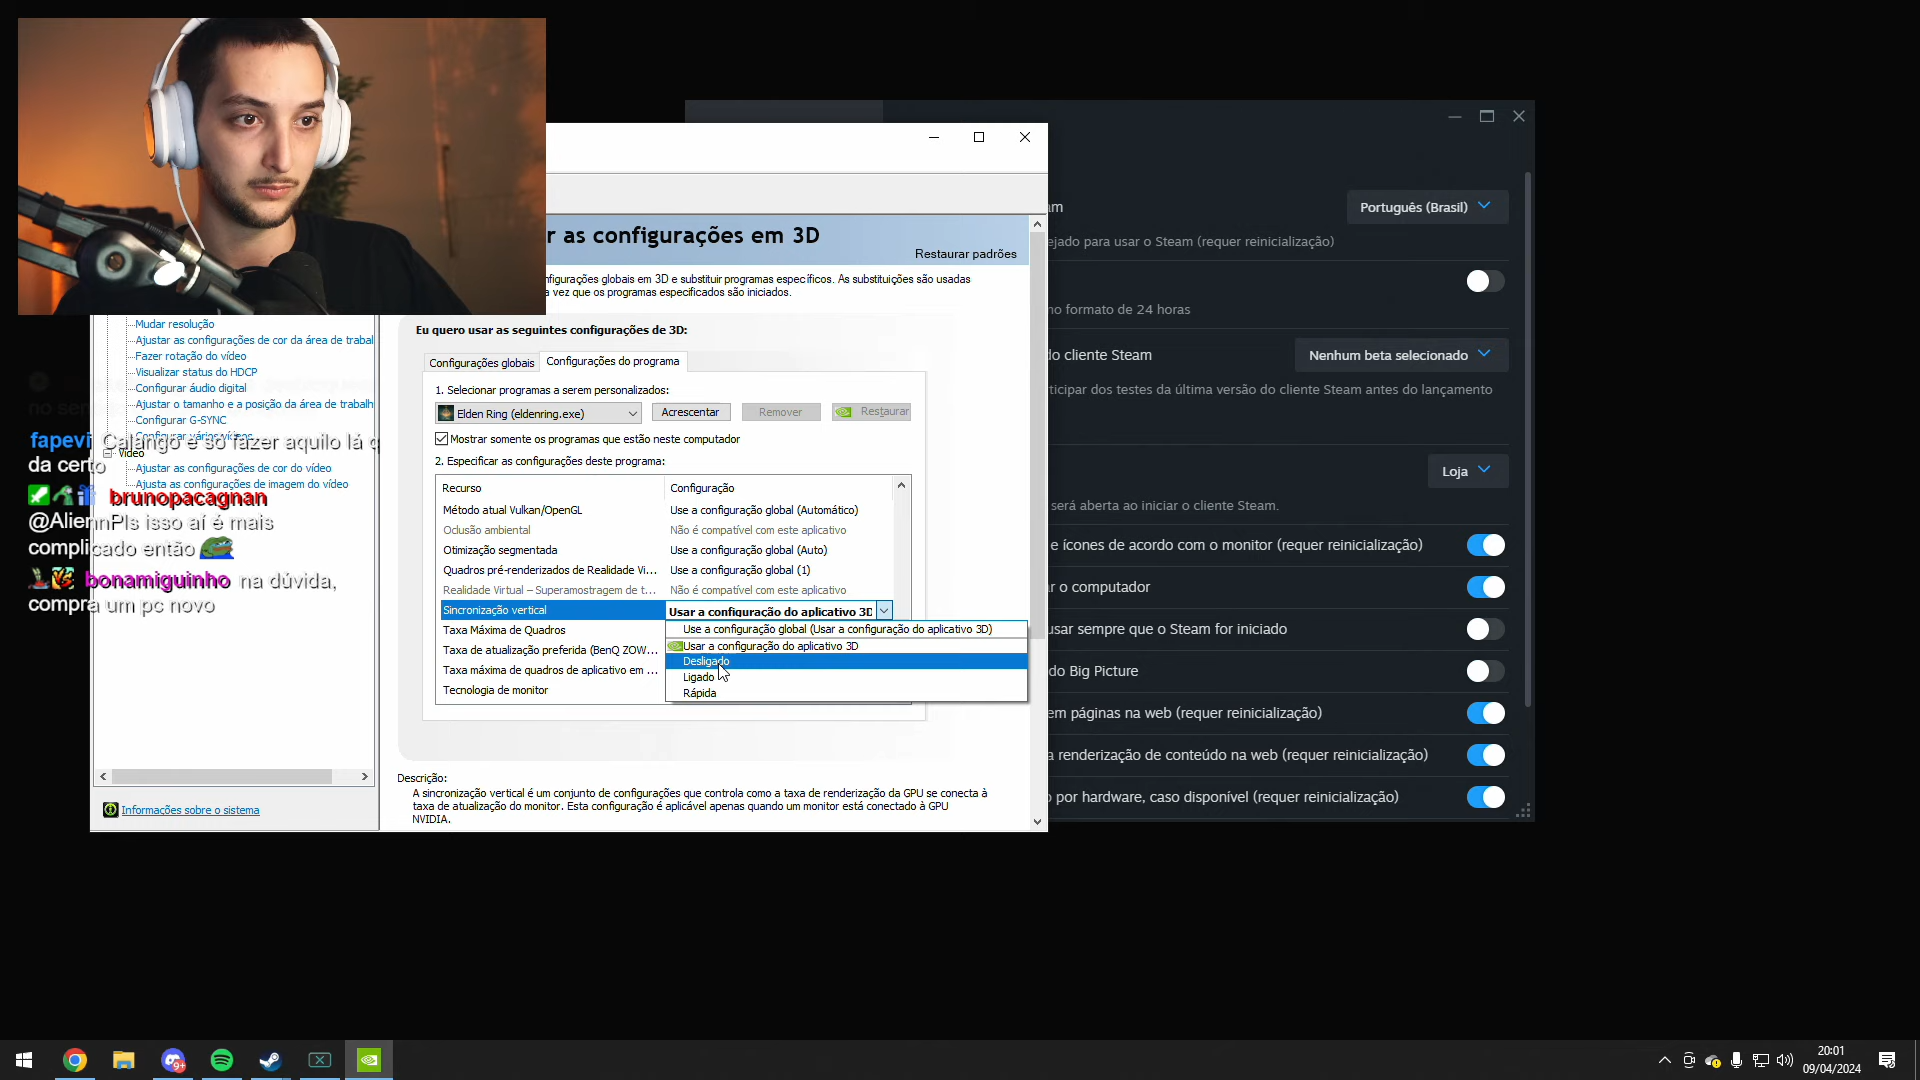 r as configurações em 3D
Restaurar padrões
nfigurações globais em 3D e substituir programas específicos. As substituições são usadas
a vez que os programas especificados são iniciados.
Eu quero usar as seguintes configurações de 3D:
Configurações globais
Configurações do programa
1. Selecionar programas a serem personalizados:
Elden Ring (eldenring.exe)
Acrescentar
Remover
Restaurar
Mostrar somente os programas que estão neste computador
2. Especificar as configurações deste programa:
Recurso
Configuração
Método atual Vulkan/OpenGL
Use a configuração global (Automático)
Oclusão ambiental
Não é compatível com este aplicativo
Otimização segmentada
Use a configuração global (Auto)
Quadros pré-renderizados de Realidade Vi...
Use a configuração global (1)
Realidade Virtual – Superamostragem de t...
Não é compatível com este aplicativo
Sincronização vertical
Usar a configuração do aplicativo 3D
Use a configuração global (Usar a configuração do aplicativo 3D)
Usar a configuração do aplicativo 3D
Desligado
Ligado
Rápida
Taxa Máxima de Quadros
Taxa de atualização preferida (BenQ ZOW...
Taxa máxima de quadros de aplicativo em ...
Tecnologia de monitor
Descrição:
A sincronização vertical é um conjunto de configurações que controla como a taxa de renderização da GPU se conecta à
taxa de atualização do monitor. Esta configuração é aplicável apenas quando um monitor está conectado à GPU
NVIDIA.
Mudar resolução
Ajustar as configurações de cor da área de trabal
Fazer rotação do vídeo
Visualizar status do HDCP
Configurar áudio digital
Ajustar o tamanho e a posição da área de trabalh
Configurar G-SYNC
Configurar vários vídeos
Vídeo
Ajustar as configurações de cor do vídeo
Ajusta as configurações de imagem do vídeo
Informações sobre o sistema
fapevi Calango é só fazer aquilo lá q
da certo
brunopacagnan
@AliennPls isso aí é mais
complicado então
bonamiguinho na dúvida,
compra um pc novo
am
Português (Brasil)
ejado para usar o Steam (requer reinicialização)
no formato de 24 horas
do cliente Steam
Nenhum beta selecionado
ticipar dos testes da última versão do cliente Steam antes do lançamento
Loja
será aberta ao iniciar o cliente Steam.
e ícones de acordo com o monitor (requer reinicialização)
ar o computador
usar sempre que o Steam for iniciado
do Big Picture
em páginas na web (requer reinicialização)
a renderização de conteúdo na web (requer reinicialização)
o por hardware, caso disponível (requer reinicialização)
9+
20:01
09/04/2024